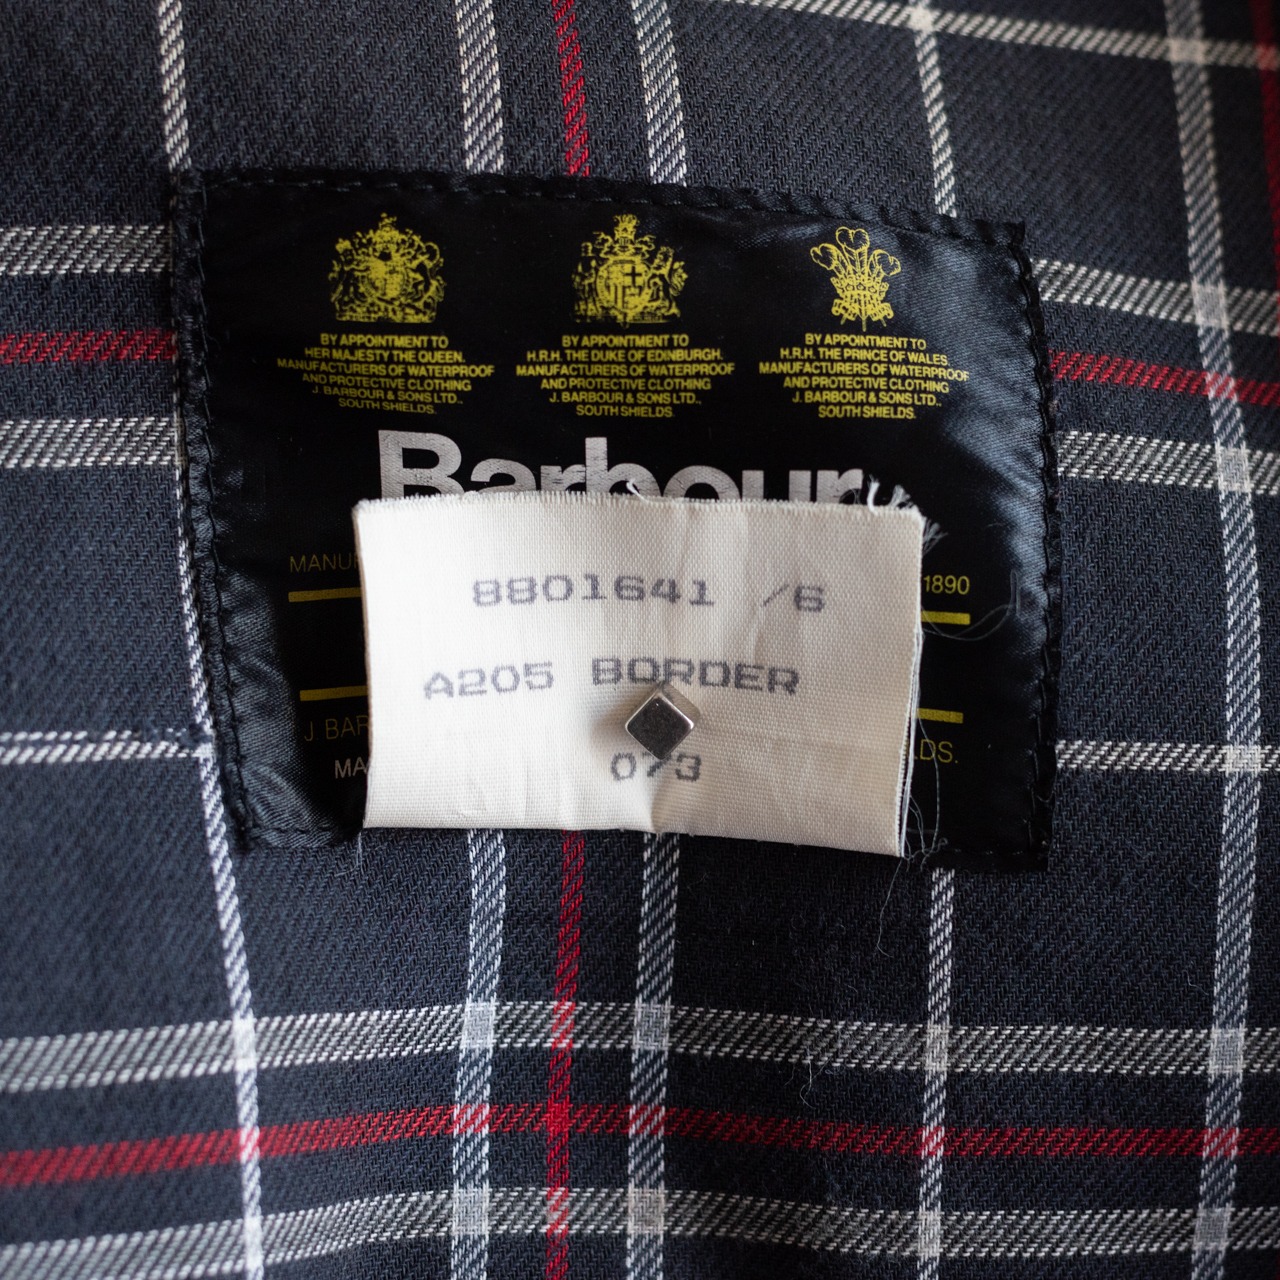 BY APPOINTMENT TO
HER MAJESTY THE QUEEN.
MANUFACTURERS OF WATERPROOF
AND PROTECTIVE CLOTHING
J. BARBOUR & SONS LTD.,
SOUTH SHIELDS.
BY APPOINTMENT TO
H.R.H. THE DUKE OF EDINBURGH.
MANUFACTURERS OF WATERPROOF
AND PROTECTIVE CLOTHING
J. BARBOUR & SONS LTD.,
SOUTH SHIELDS.
BY APPOINTMENT TO
H.R.H. THE PRINCE OF WALES.
MANUFACTURERS OF WATERPROOF
AND PROTECTIVE CLOTHING
J. BARBOUR & SONS LTD.,
SOUTH SHIELDS.
Barbour
1890
8801641 /6
A205 BORDER
073
J